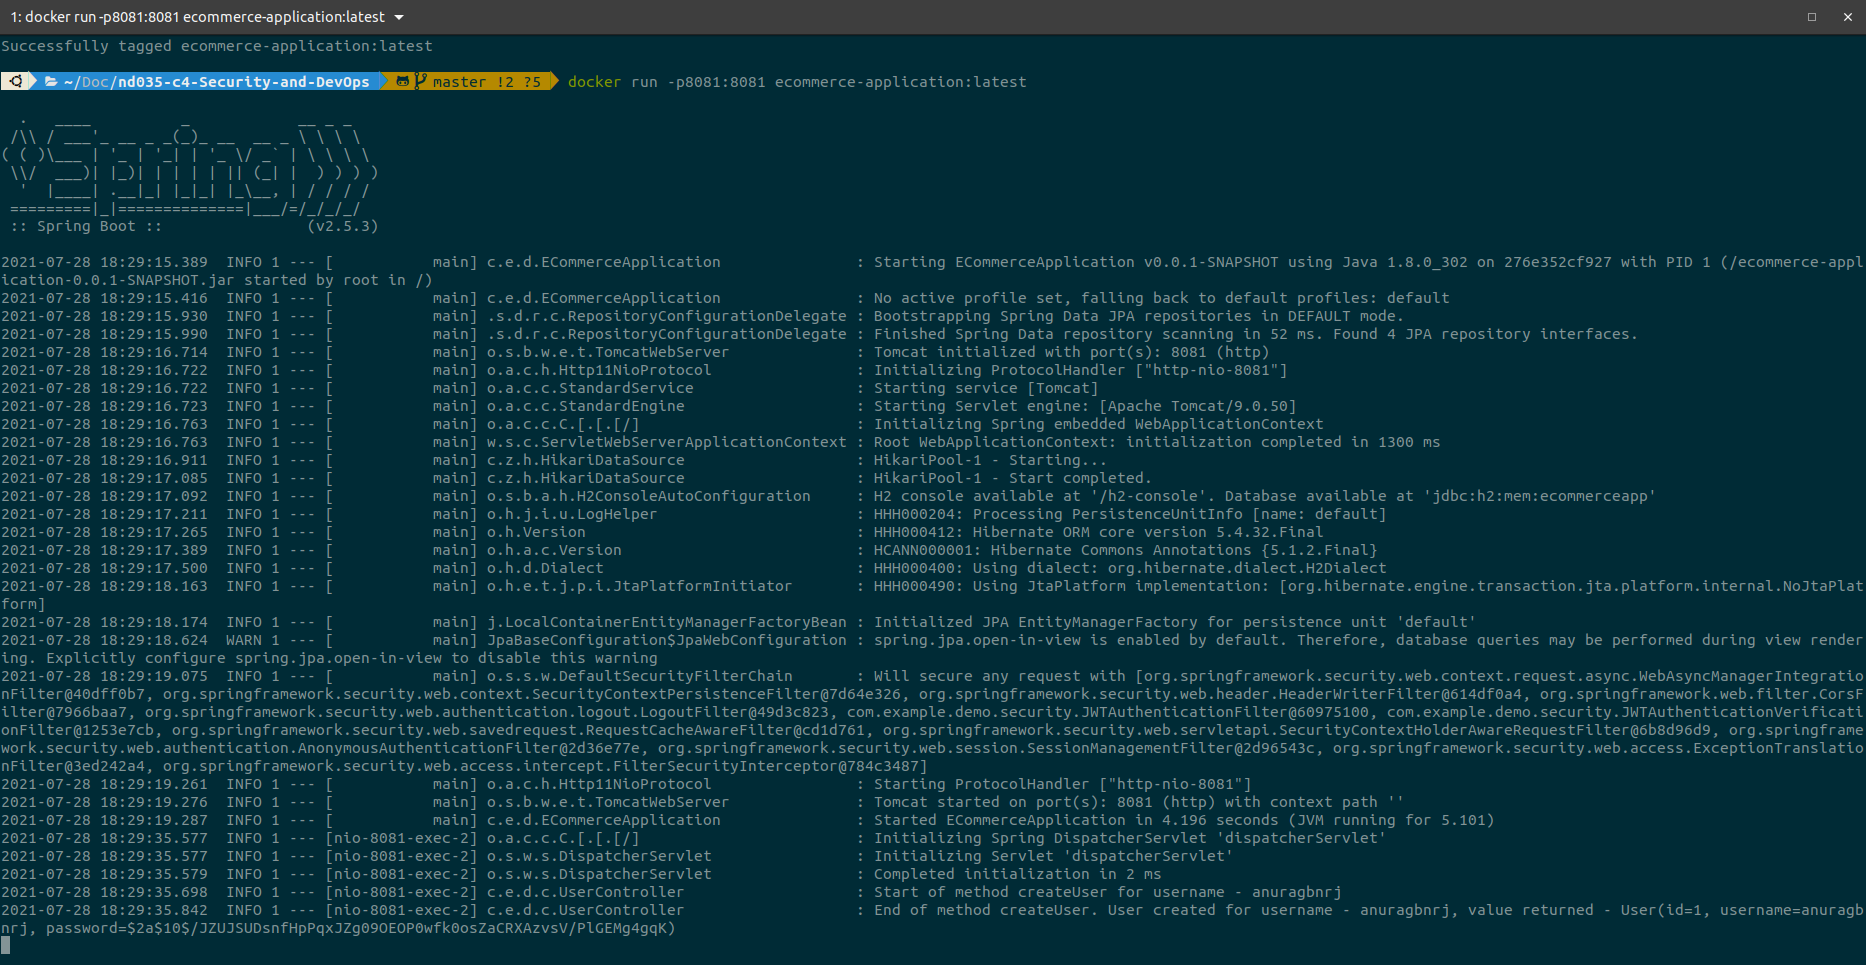 1: docker run -p8081:8081 ecommerce-application:latest
Successfully tagged ecommerce-application:latest
~/Doc/nd035-c4-Security-and-DevOps master !2 ?5 docker run -p8081:8081 ecommerce-application:latest
  .   ____          _            __ _ _
 /\\ / ___'_ __ _ _(_)_ __  __ _ \ \ \ \
( ( )\___ | '_ | '_| | '_ \/ _` | \ \ \ \
 \\/  ___)| |_)| | | | | || (_| |  ) ) ) )
  '  |____| .__|_| |_|_| |_\__, | / / / /
 =========|_|==============|___/=/_/_/_/
 :: Spring Boot ::                (v2.5.3)
2021-07-28 18:29:15.389  INFO 1 --- [           main] c.e.d.ECommerceApplication               : Starting ECommerceApplication v0.0.1-SNAPSHOT using Java 1.8.0_302 on 276e352cf927 with PID 1 (/ecommerce-appl
ication-0.0.1-SNAPSHOT.jar started by root in /)
2021-07-28 18:29:15.416  INFO 1 --- [           main] c.e.d.ECommerceApplication               : No active profile set, falling back to default profiles: default
2021-07-28 18:29:15.930  INFO 1 --- [           main] .s.d.r.c.RepositoryConfigurationDelegate : Bootstrapping Spring Data JPA repositories in DEFAULT mode.
2021-07-28 18:29:15.990  INFO 1 --- [           main] .s.d.r.c.RepositoryConfigurationDelegate : Finished Spring Data repository scanning in 52 ms. Found 4 JPA repository interfaces.
2021-07-28 18:29:16.714  INFO 1 --- [           main] o.s.b.w.e.t.TomcatWebServer              : Tomcat initialized with port(s): 8081 (http)
2021-07-28 18:29:16.722  INFO 1 --- [           main] o.a.c.h.Http11NioProtocol                : Initializing ProtocolHandler ["http-nio-8081"]
2021-07-28 18:29:16.722  INFO 1 --- [           main] o.a.c.c.StandardService                  : Starting service [Tomcat]
2021-07-28 18:29:16.723  INFO 1 --- [           main] o.a.c.c.StandardEngine                   : Starting Servlet engine: [Apache Tomcat/9.0.50]
2021-07-28 18:29:16.763  INFO 1 --- [           main] o.a.c.c.C.[.[.[/]                        : Initializing Spring embedded WebApplicationContext
2021-07-28 18:29:16.763  INFO 1 --- [           main] w.s.c.ServletWebServerApplicationContext : Root WebApplicationContext: initialization completed in 1300 ms
2021-07-28 18:29:16.911  INFO 1 --- [           main] c.z.h.HikariDataSource                   : HikariPool-1 - Starting...
2021-07-28 18:29:17.085  INFO 1 --- [           main] c.z.h.HikariDataSource                   : HikariPool-1 - Start completed.
2021-07-28 18:29:17.092  INFO 1 --- [           main] o.s.b.a.h.H2ConsoleAutoConfiguration     : H2 console available at '/h2-console'. Database available at 'jdbc:h2:mem:ecommerceapp'
2021-07-28 18:29:17.211  INFO 1 --- [           main] o.h.j.i.u.LogHelper                      : HHH000204: Processing PersistenceUnitInfo [name: default]
2021-07-28 18:29:17.265  INFO 1 --- [           main] o.h.Version                              : HHH000412: Hibernate ORM core version 5.4.32.Final
2021-07-28 18:29:17.389  INFO 1 --- [           main] o.h.a.c.Version                          : HCANN000001: Hibernate Commons Annotations {5.1.2.Final}
2021-07-28 18:29:17.500  INFO 1 --- [           main] o.h.d.Dialect                            : HHH000400: Using dialect: org.hibernate.dialect.H2Dialect
2021-07-28 18:29:18.163  INFO 1 --- [           main] o.h.e.t.j.p.i.JtaPlatformInitiator       : HHH000490: Using JtaPlatform implementation: [org.hibernate.engine.transaction.jta.platform.internal.NoJtaPlat
form]
2021-07-28 18:29:18.174  INFO 1 --- [           main] j.LocalContainerEntityManagerFactoryBean : Initialized JPA EntityManagerFactory for persistence unit 'default'
2021-07-28 18:29:18.624  WARN 1 --- [           main] JpaBaseConfiguration$JpaWebConfiguration : spring.jpa.open-in-view is enabled by default. Therefore, database queries may be performed during view render
ing. Explicitly configure spring.jpa.open-in-view to disable this warning
2021-07-28 18:29:19.075  INFO 1 --- [           main] o.s.s.w.DefaultSecurityFilterChain       : Will secure any request with [org.springframework.security.web.context.request.async.WebAsyncManagerIntegratio
nFilter@40dff0b7, org.springframework.security.web.context.SecurityContextPersistenceFilter@7d64e326, org.springframework.security.web.header.HeaderWriterFilter@614df0a4, org.springframework.web.filter.CorsF
ilter@7966baa7, org.springframework.security.web.authentication.logout.LogoutFilter@49d3c823, com.example.demo.security.JWTAuthenticationFilter@60975100, com.example.demo.security.JWTAuthenticationVerificati
onFilter@1253e7cb, org.springframework.security.web.savedrequest.RequestCacheAwareFilter@cd1d761, org.springframework.security.web.servletapi.SecurityContextHolderAwareRequestFilter@6b8d96d9, org.springframe
work.security.web.authentication.AnonymousAuthenticationFilter@2d36e77e, org.springframework.security.web.session.SessionManagementFilter@2d96543c, org.springframework.security.web.access.ExceptionTranslatio
nFilter@3ed242a4, org.springframework.security.web.access.intercept.FilterSecurityInterceptor@784c3487]
2021-07-28 18:29:19.261  INFO 1 --- [           main] o.a.c.h.Http11NioProtocol                : Starting ProtocolHandler ["http-nio-8081"]
2021-07-28 18:29:19.276  INFO 1 --- [           main] o.s.b.w.e.t.TomcatWebServer              : Tomcat started on port(s): 8081 (http) with context path ''
2021-07-28 18:29:19.287  INFO 1 --- [           main] c.e.d.ECommerceApplication               : Started ECommerceApplication in 4.196 seconds (JVM running for 5.101)
2021-07-28 18:29:35.577  INFO 1 --- [nio-8081-exec-2] o.a.c.c.C.[.[.[/]                        : Initializing Spring DispatcherServlet 'dispatcherServlet'
2021-07-28 18:29:35.577  INFO 1 --- [nio-8081-exec-2] o.s.w.s.DispatcherServlet                : Initializing Servlet 'dispatcherServlet'
2021-07-28 18:29:35.579  INFO 1 --- [nio-8081-exec-2] o.s.w.s.DispatcherServlet                : Completed initialization in 2 ms
2021-07-28 18:29:35.698  INFO 1 --- [nio-8081-exec-2] c.e.d.c.UserController                   : Start of method createUser for username - anuragbnrj
2021-07-28 18:29:35.842  INFO 1 --- [nio-8081-exec-2] c.e.d.c.UserController                   : End of method createUser. User created for username - anuragbnrj, value returned - User(id=1, username=anuragb
nrj, password=$2a$10$/JZUJSUDsnfHpPqxJZg09OEOP0wfk0osZaCRXAzvsV/PlGEMg4gqK)